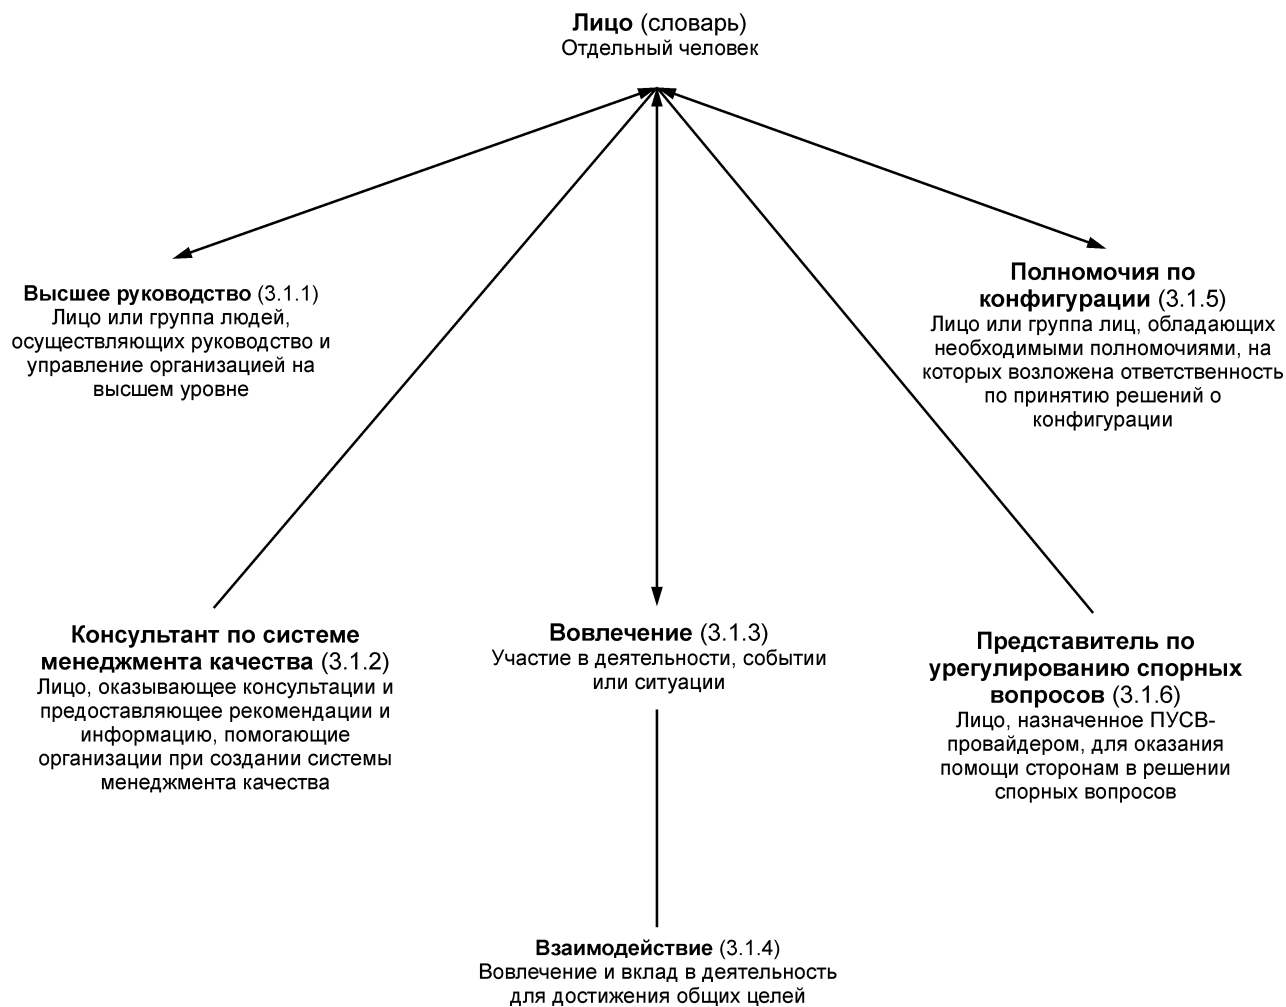 Лицо (словарь)
Отдельный человек
Высшее руководство (3.1.1)
Лицо или группа людей,
осуществляющих руководство и
управление организацией на
высшем уровне
Полномочия по
конфигурации (3.1.5)
Лицо или группа лиц, обладающих
необходимыми полномочиями, на
которых возложена ответственность
по принятию решений о
конфигурации
Консультант по системе
менеджмента качества (3.1.2)
Лицо, оказывающее консультации и
предоставляющее рекомендации и
информацию, помогающие
организации при создании системы
менеджмента качества
Вовлечение (3.1.3)
Участие в деятельности, событии
или ситуации
Представитель по
урегулированию спорных
вопросов (3.1.6)
Лицо, назначенное ПУСВ-
провайдером, для оказания
помощи сторонам в решении
спорных вопросов
Взаимодействие (3.1.4)
Вовлечение и вклад в деятельность
для достижения общих целей